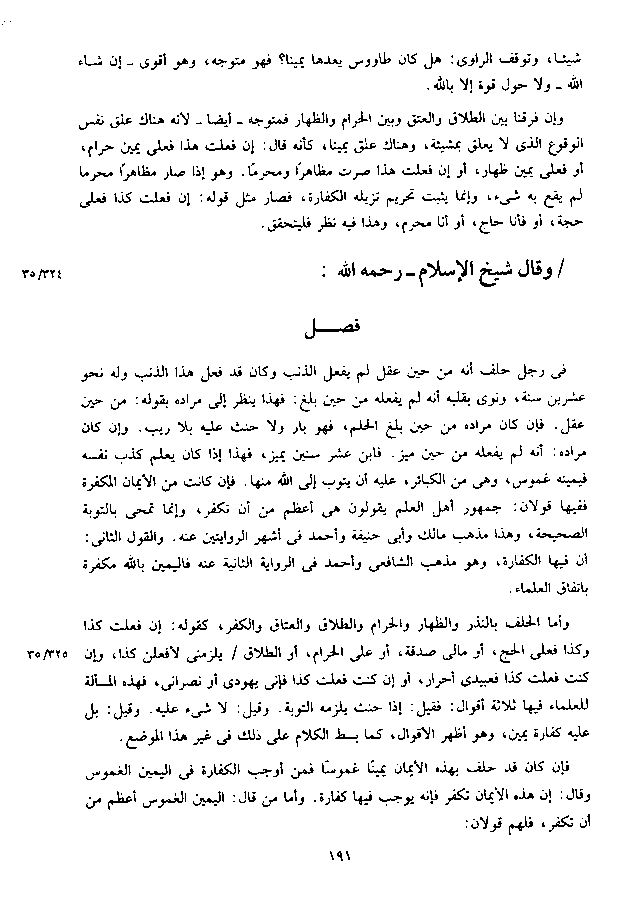 شيئا، وتوقف الراوى: هل كان طاووس يعدها يمينا؟ فهو متوجه، وهو أقوى ـ إن شاء
الله ـ ولا حول قوة إلا بالله.
وإن فرقنا بين الطلاق والعتق وبين الحرام والظهار فمتوجه ـ أيضا ـ لانه هناك علق نفس
الوقوع الذى لا يعلق بمشيئة، وهناك علق يمينا، كأنه قال: إن فعلت هذا فعلى يمين حرام،
أو فعلى يمين ظهار، أو إن فعلت هذا صرت مظاهرًا ومحرمًا. وهو إذا صار مظاهرًا محرما
لم يقع به شىء، وإنما يثبت تحريم تزيله الكفارة، فصار مثل قوله: إن فعلت كذا فعلى
حجة، أو فأنا حاج، أو أنا محرم، وهذا فيه نظر فليتحقق.
/ وقال شيخ الإسلام ـ رحمه الله :
٣٥/٣٢٤
فصـــل
فى رجل حلف أنه من حين عقل لم يفعل الذنب وكان قد فعل هذا الذنب وله نحو
عشرين سنة، ونوى بقلبه أنه لم يفعله من حين بلغ: فهذا ينظر إلى مراده بقوله: من حين
عقل. فإن كان مراده من حين بلغ الحلم، فهو بار ولا حنث عليه بلا ريب. وإن كان
مراده: أنه لم يفعله من حين ميز. فابن عشر سنين يميز، فهذا إذا كان يعلم كذب نفسه
فيمينه غموس، وهى من الكبائر، عليه أن يتوب إلى الله منها. فإن كانت من الأيمان المكفرة
ففيها قولان: جمهور أهل العلم يقولون هى أعظم من أن تكفر، وإنما تمحى بالتوبة
الصحيحة، وهذا مذهب مالك وأبى حنيفة وأحمد فى أشهر الروايتين عنه. والقول الثانى:
أن فيها الكفارة، وهو مذهب الشافعى وأحمد فى الرواية الثانية عنه فاليمين بالله مكفرة
باتفاق العلماء.
وأما الحلف بالنذر والظهار والحرام والطلاق والعتاق والكفر، كقوله: إن فعلت كذا
وكذا فعلى الحج، أو مالى صدقة، أو على الحرام، أو الطلاق / يلزمنى لأفعلن كذا، وإن
٣٥/٣٢٥
كنت فعلت كذا فعبيدى أحرار، أو إن كنت فعلت كذا فإنى يهودى أو نصرانى، فهذه المسألة
للعلماء فيها ثلاثة أقوال: فقيل: إذا حنث يلزمه التوبة. وقيل: لا شىء عليه. وقيل: بل
عليه كفارة يمين، وهو أظهر الأقوال، كما بسط الكلام على ذلك فى غير هذا الموضع.
فإن كان قد حلف بهذه الأيمان يمينًا غموسًا فمن أوجب الكفارة فى اليمين الغموس
وقال: إن هذه الأيمان تكفر فإنه يوجب فيها كفارة. وأما من قال: اليمين الغموس أعظم من
أن تكفر، فلهم قولان:
١٩١